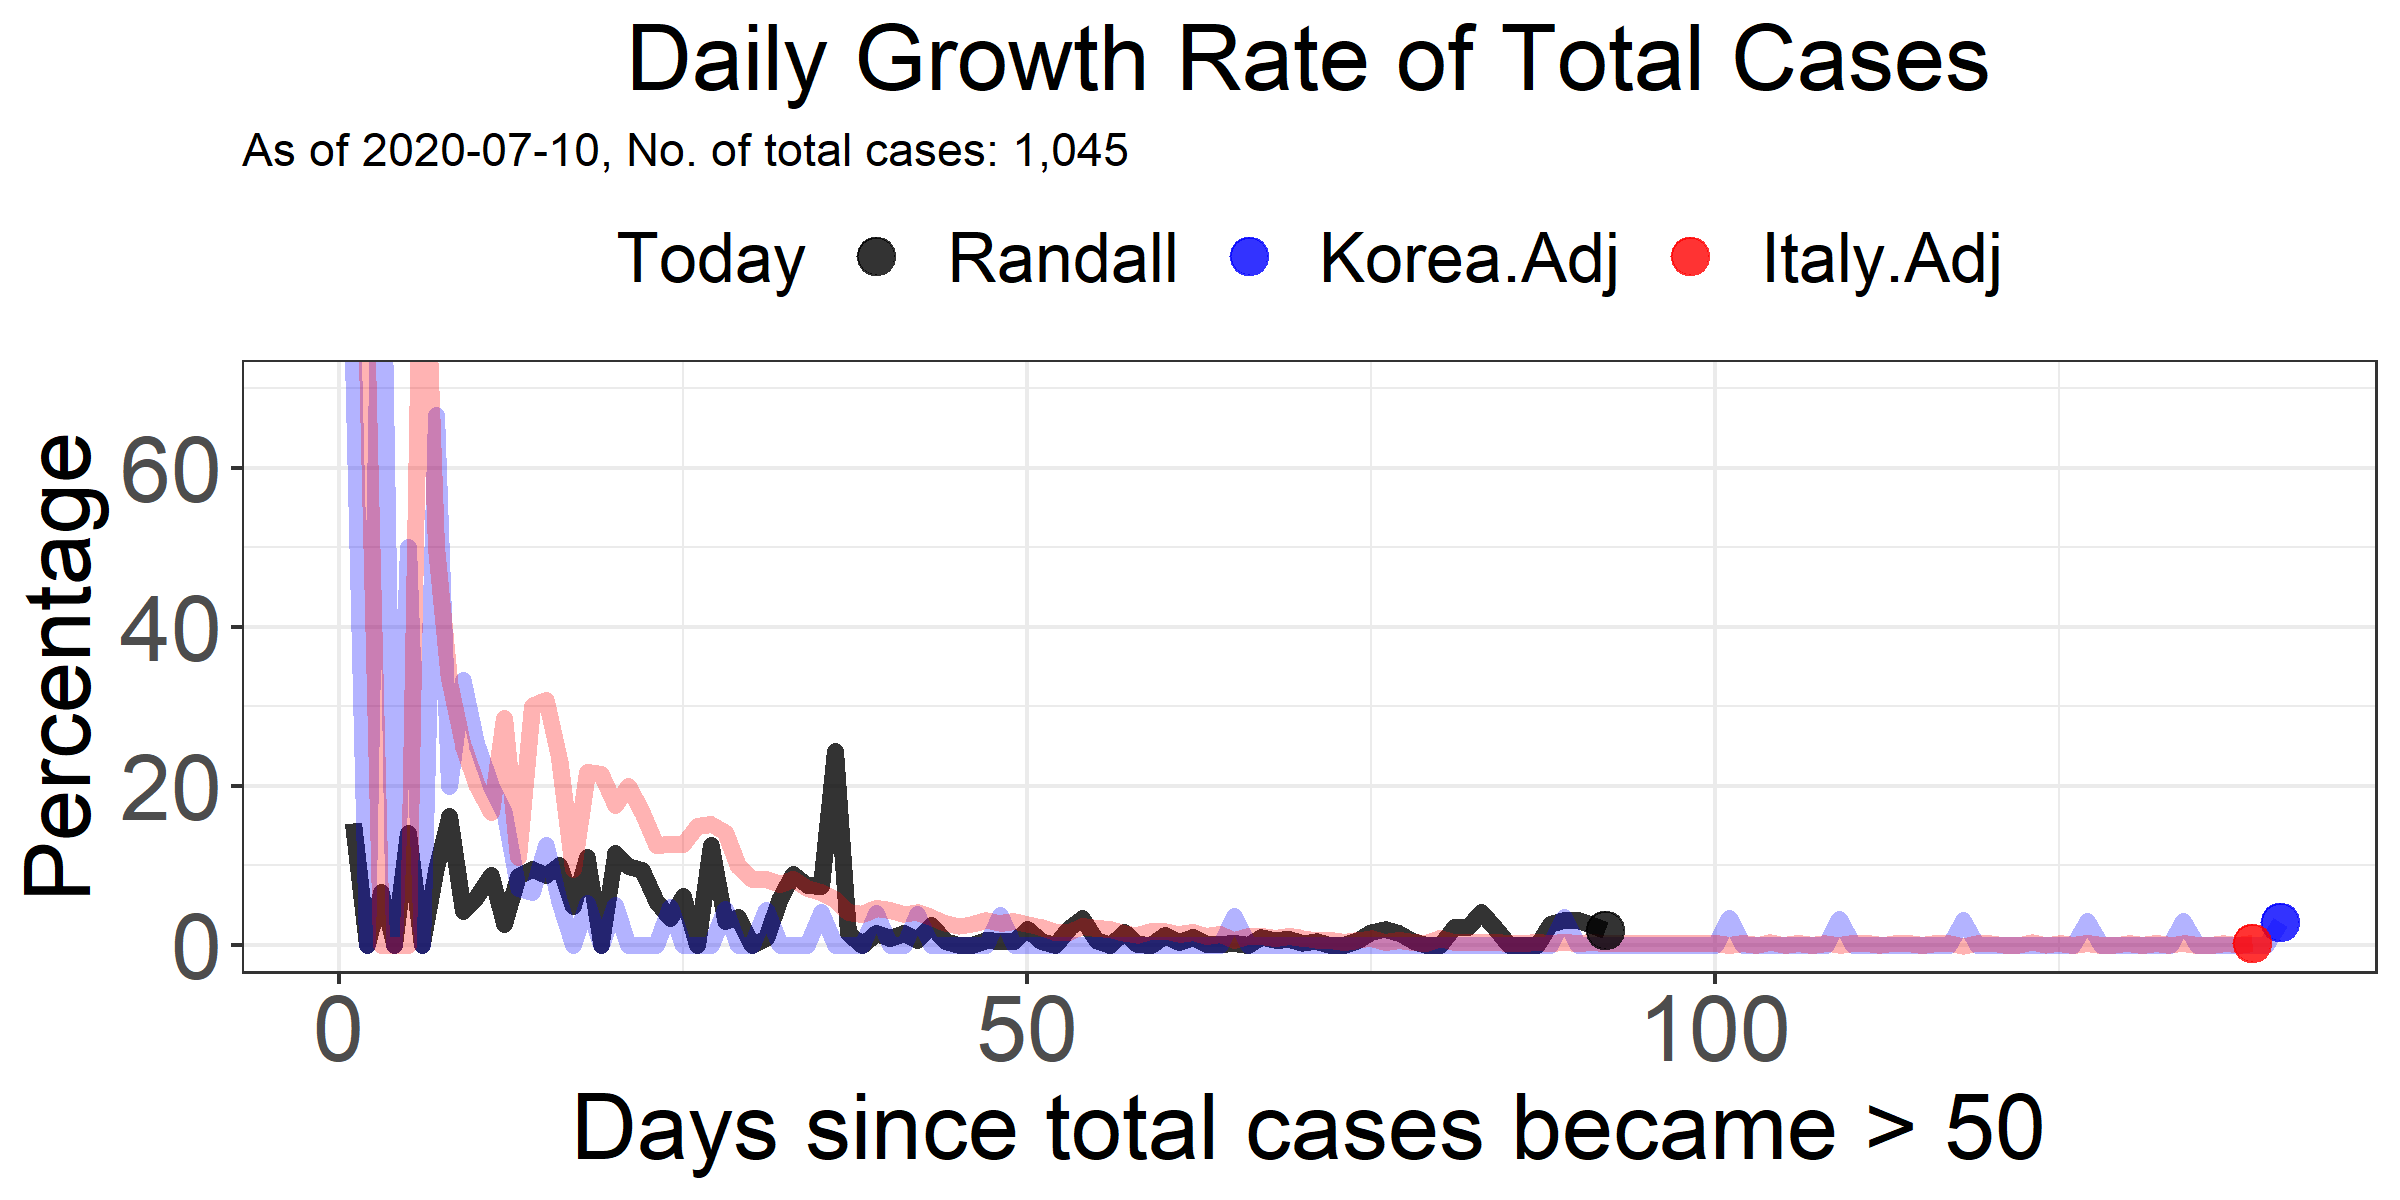 Daily Growth Rate of Total Cases
As of 2020-07-10, No. of total cases: 1,045
Today Randall Korea.Adj Italy.Adj
Percentage
60
40
20
0
0 50 100
Days since total cases became > 50